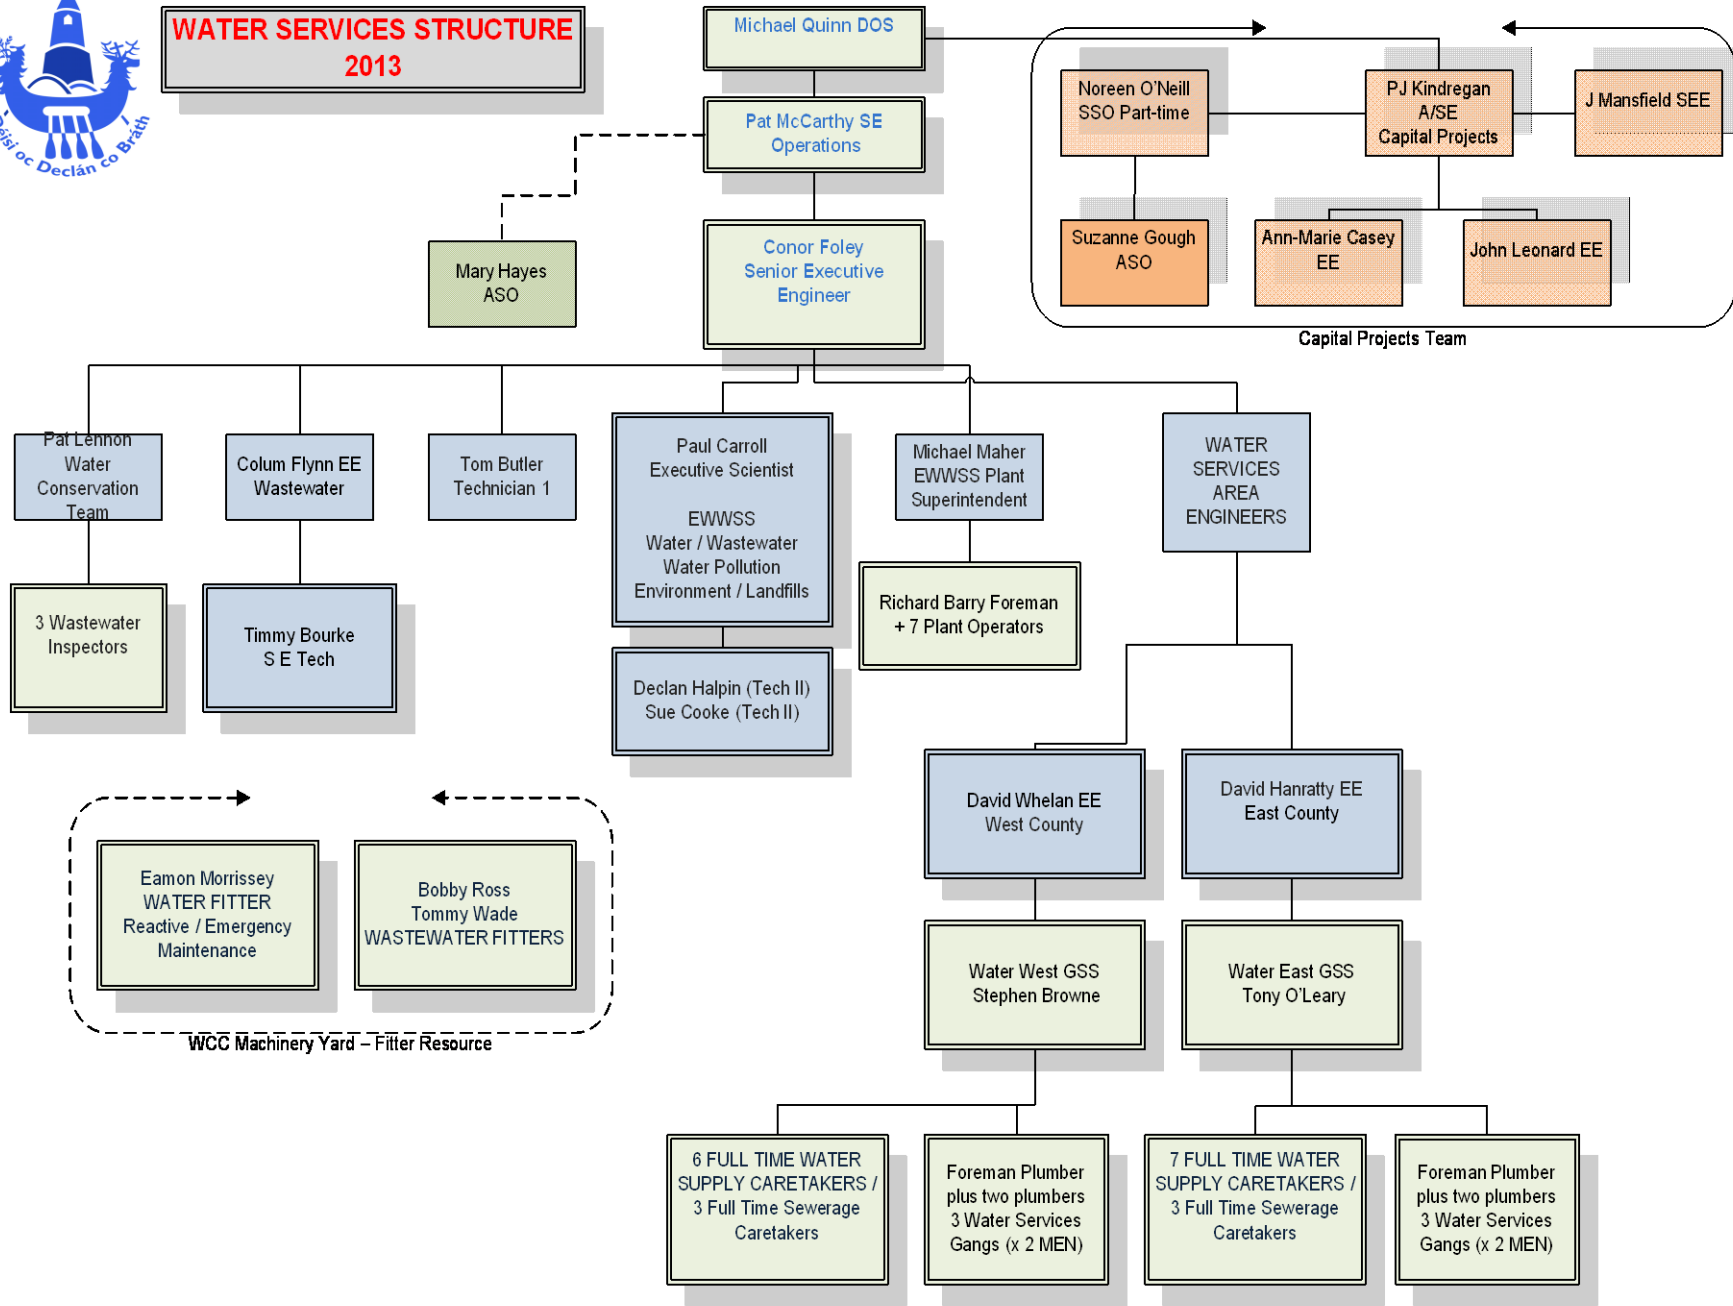 Déisi oc Declán co Bráth
WATER SERVICES STRUCTURE
2013
Michael Quinn DOS
Pat McCarthy SE
Operations
Conor Foley
Senior Executive
Engineer
Mary Hayes
ASO
Noreen O'Neill
SSO Part-time
PJ Kindregan
A/SE
Capital Projects
J Mansfield SEE
Suzanne Gough
ASO
Ann-Marie Casey
EE
John Leonard EE
Capital Projects Team
Pat Lennon
Water
Conservation
Team
Colum Flynn EE
Wastewater
Tom Butler
Technician 1
Paul Carroll
Executive Scientist
EWWSS
Water / Wastewater
Water Pollution
Environment / Landfills
Michael Maher
EWWSS Plant
Superintendent
WATER
SERVICES
AREA
ENGINEERS
3 Wastewater
Inspectors
Timmy Bourke
S E Tech
Declan Halpin (Tech II)
Sue Cooke (Tech II)
Richard Barry Foreman
+ 7 Plant Operators
David Whelan EE
West County
David Hanratty EE
East County
Eamon Morrissey
WATER FITTER
Reactive / Emergency
Maintenance
Bobby Ross
Tommy Wade
WASTEWATER FITTERS
WCC Machinery Yard – Fitter Resource
Water West GSS
Stephen Browne
Water East GSS
Tony O'Leary
6 FULL TIME WATER
SUPPLY CARETAKERS /
3 Full Time Sewerage
Caretakers
Foreman Plumber
plus two plumbers
3 Water Services
Gangs (x 2 MEN)
7 FULL TIME WATER
SUPPLY CARETAKERS /
3 Full Time Sewerage
Caretakers
Foreman Plumber
plus two plumbers
3 Water Services
Gangs (x 2 MEN)